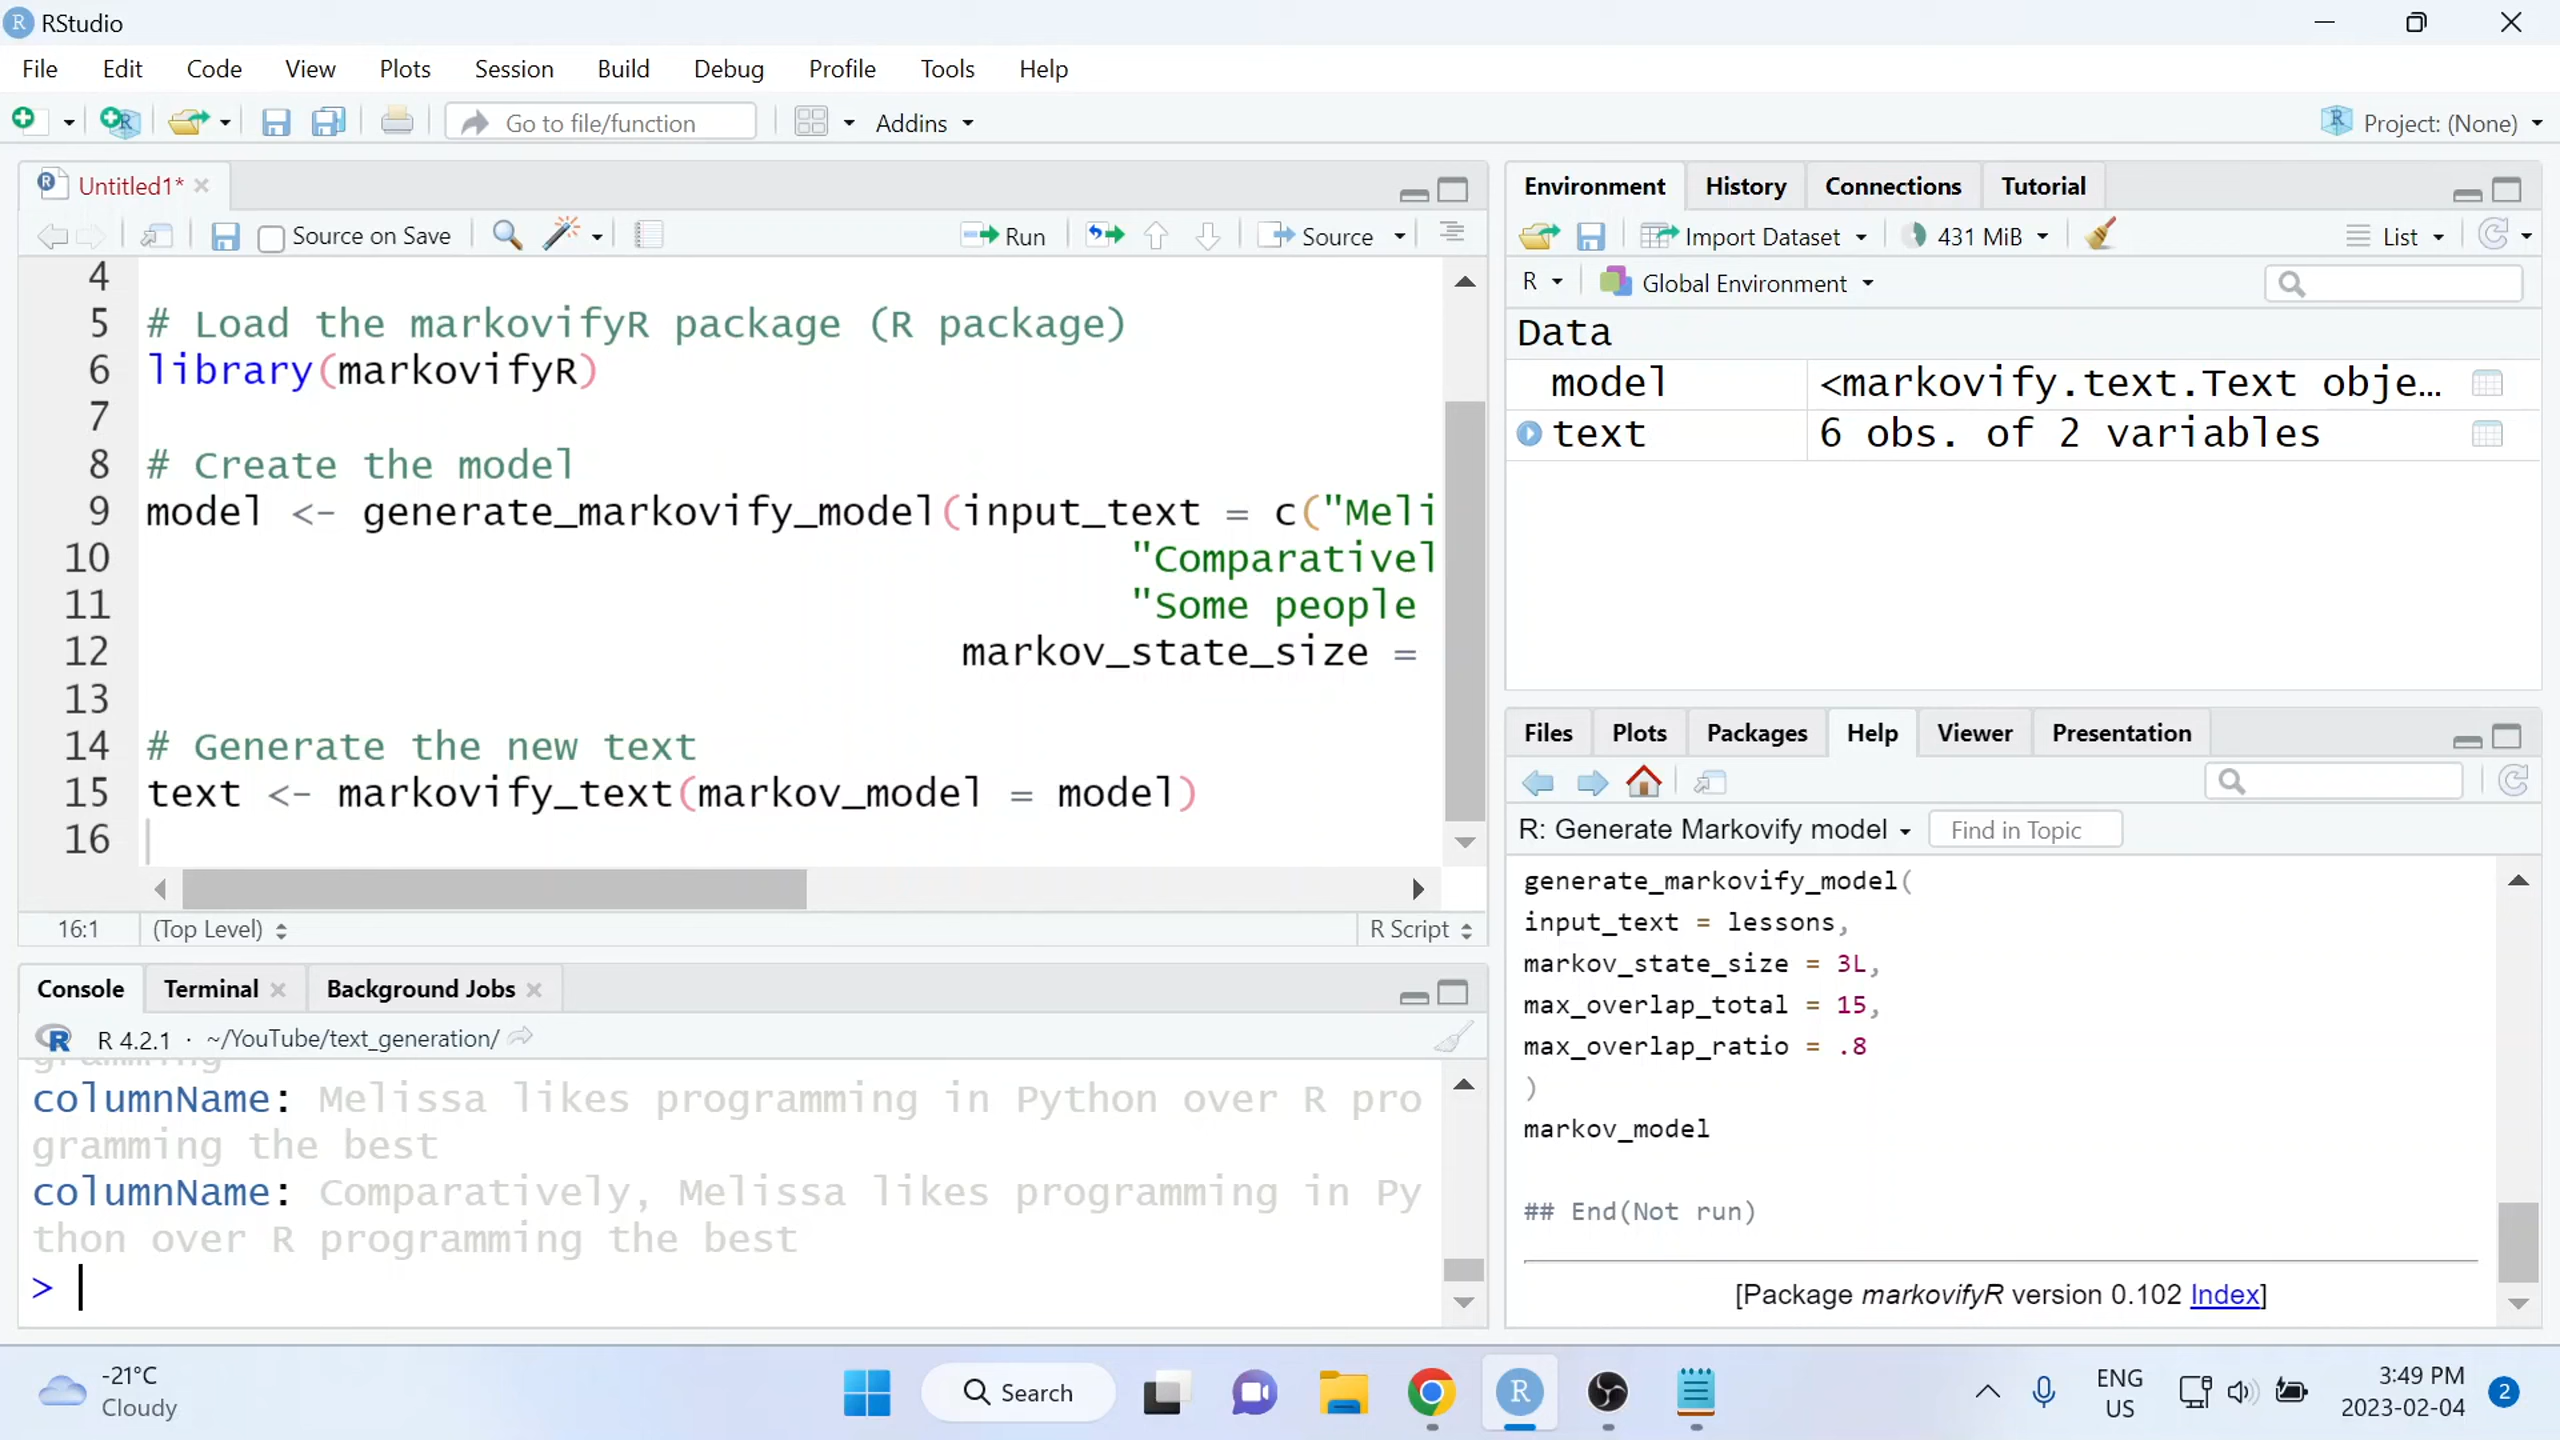 RStudio
File Edit Code View Plots Session Build Debug Profile Tools Help
Go to file/function Addins Project: (None)
Untitled1*
Source on Save Run Source
4
5 # Load the markovifyR package (R package)
6 library(markovifyR)
7
8 # Create the model
9 model <- generate_markovify_model(input_text = c("Meli
10 "Comparativel
11 "Some people
12 markov_state_size =
13
14 # Generate the new text
15 text <- markovify_text(markov_model = model)
16
16:1 (Top Level) R Script
Console Terminal Background Jobs
R 4.2.1 · ~/YouTube/text_generation/
gramming
columnName: Melissa likes programming in Python over R pro
gramming the best
columnName: Comparatively, Melissa likes programming in Py
thon over R programming the best
>
Environment History Connections Tutorial
Import Dataset 431 MiB List
R Global Environment
Data
model <markovify.text.Text obje…
text 6 obs. of 2 variables
Files Plots Packages Help Viewer Presentation
R: Generate Markovify model Find in Topic
generate_markovify_model(
input_text = lessons,
markov_state_size = 3L,
max_overlap_total = 15,
max_overlap_ratio = .8
)
markov_model
## End(Not run)
[Package markovifyR version 0.102 Index]
-21°C
Cloudy
Search
ENG
US
3:49 PM
2023-02-04
2